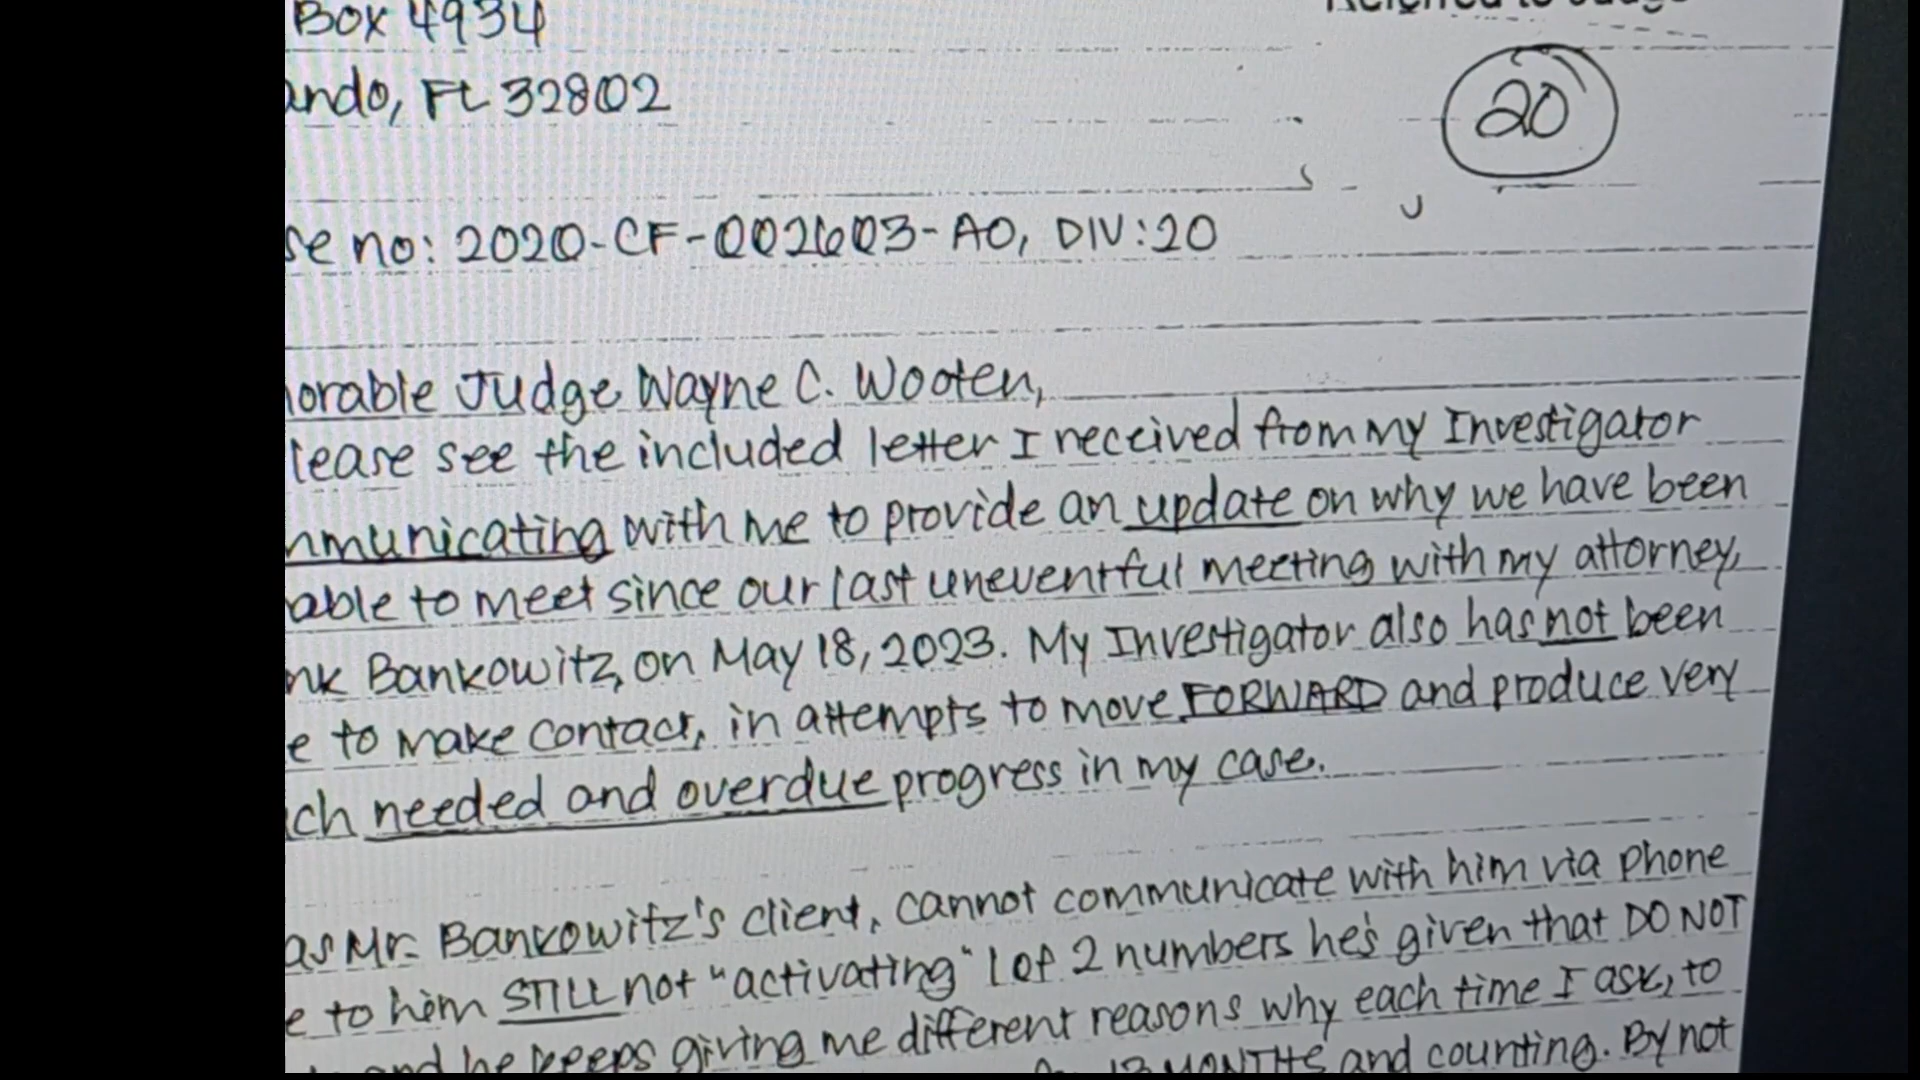 Box 4934
Referred to Judge
ando, FL 32802
20
se no: 2020-CF-002603-AO, DIV:20
norable Judge Wayne C. Wooten,
lease see the included letter I received from my Investigator
mmunicating with me to provide an update on why we have been
able to meet since our last uneventful meeting with my attorney,
nk Bankowitz, on May 18, 2023. My Investigator also has not been
e to make contact, in attempts to move FORWARD and produce very
uch needed and overdue progress in my case.
as Mr. Bankowitz's client, cannot communicate with him via phone
e to him STILL not "activating" 1 of 2 numbers he's given that DO NOT
and he keeps giving me different reasons why each time I ask, to
MONTHS and counting. By not